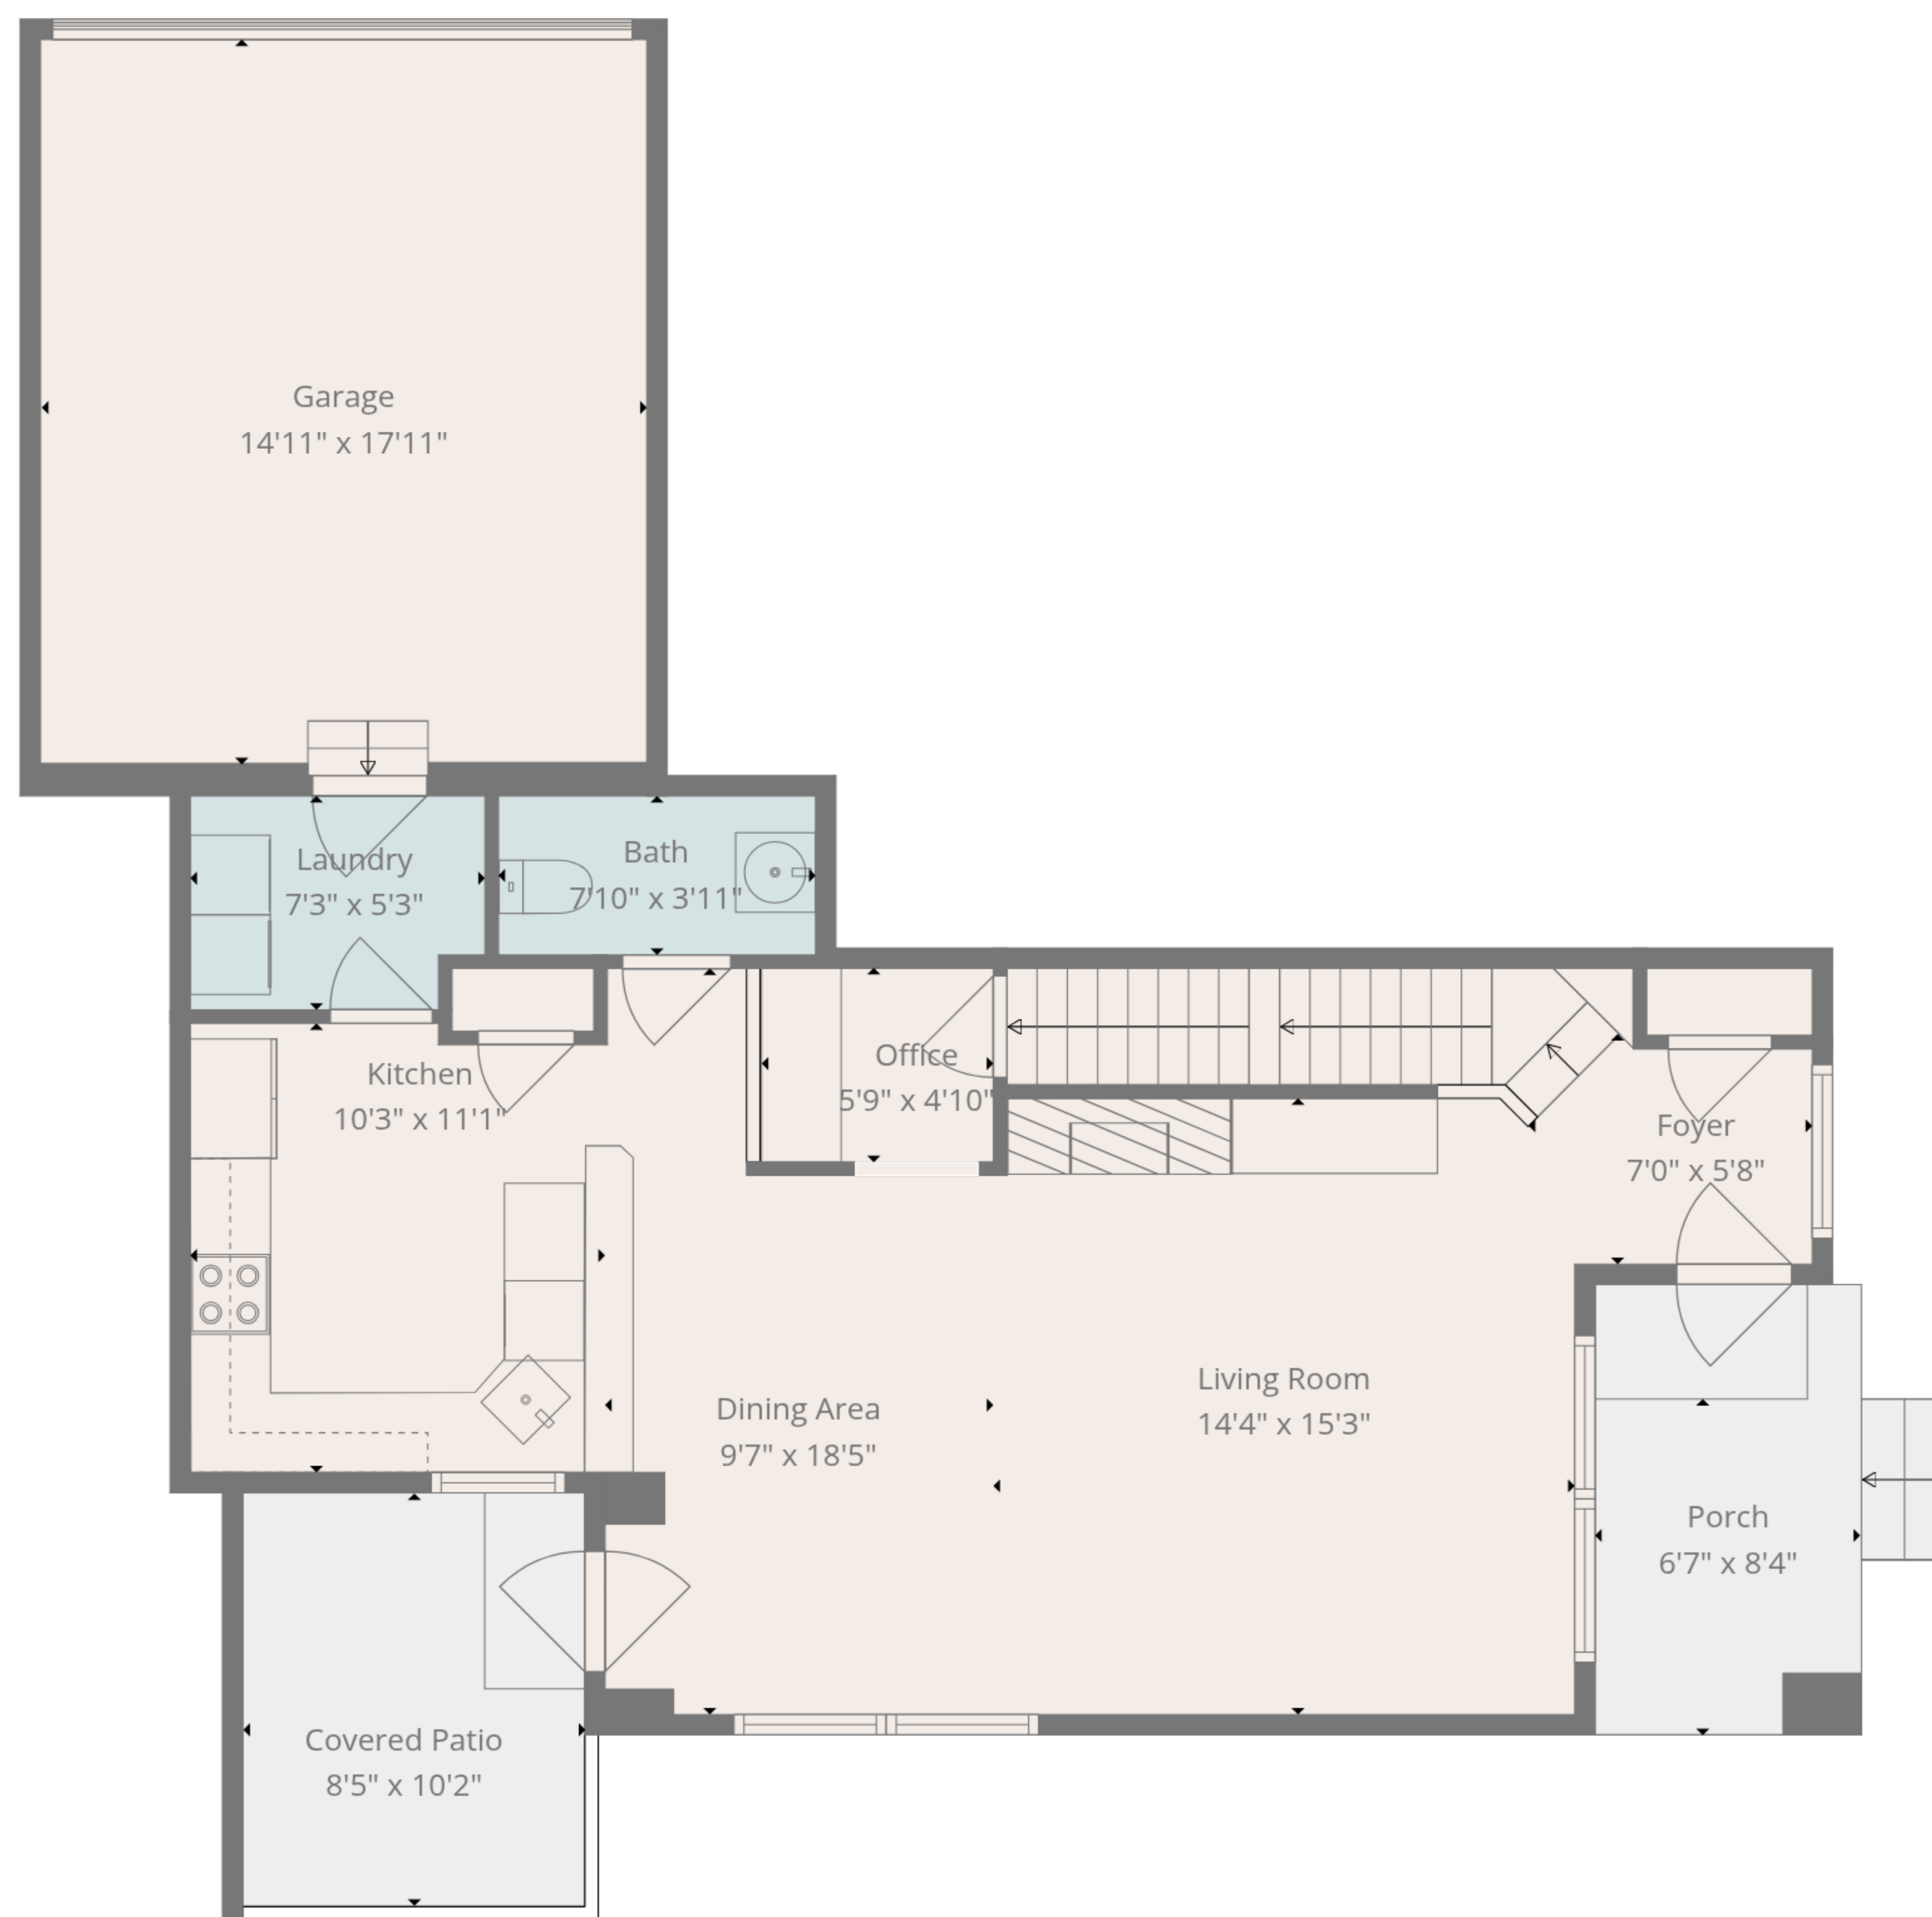 Garage
14'11" x 17'11"
Laundry
7'3" x 5'3"
Bath
7'10" x 3'11"
Kitchen
10'3" x 11'1"
Office
5'9" x 4'10"
Foyer
7'0" x 5'8"
Dining Area
9'7" x 18'5"
Living Room
14'4" x 15'3"
Porch
6'7" x 8'4"
Covered Patio
8'5" x 10'2"